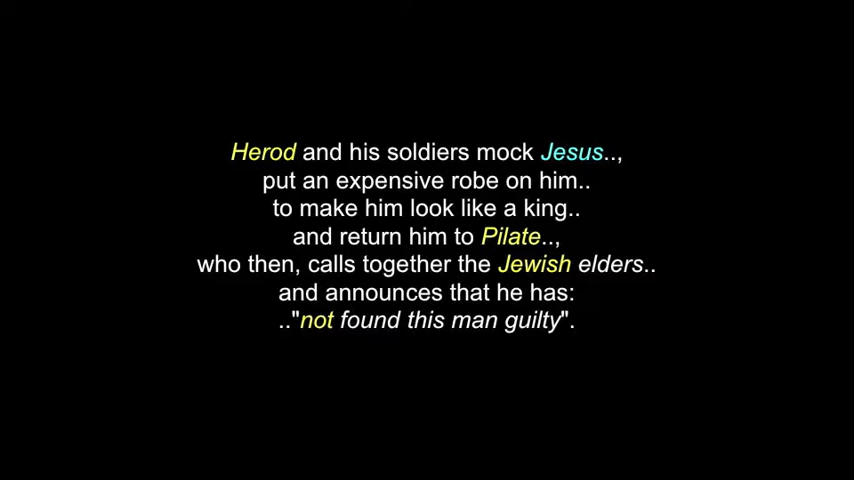 Herod and his soldiers mock Jesus..,
put an expensive robe on him..
to make him look like a king..
and return him to Pilate..,
who then, calls together the Jewish elders..
and announces that he has:
.."not found this man guilty".